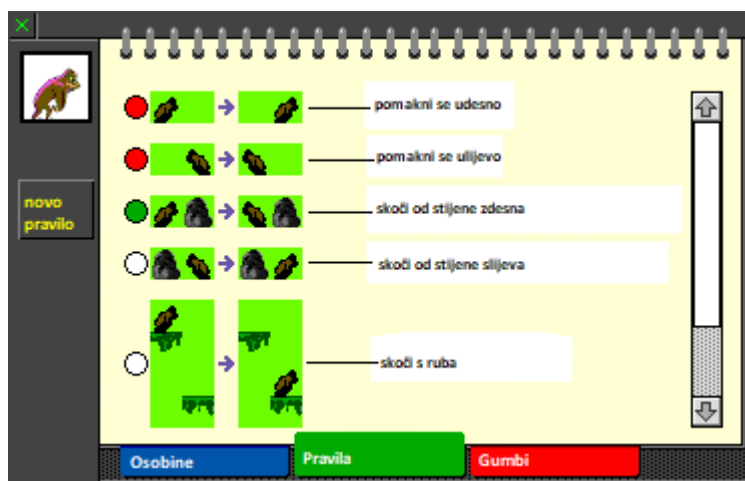 pomakni se udesno
pomakni se ulijevo
novo
pravilo
skoči od stijene zdesna
skoči od stijene slijeva
skoči s ruba
Osobine
Pravila
Gumbi